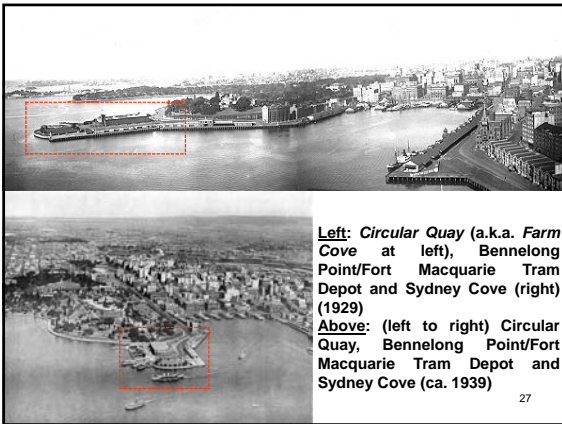 Left: Circular Quay (a.k.a. Farm
Cove at left), Bennelong
Point/Fort Macquarie Tram
Depot and Sydney Cove (right)
(1929)
Above: (left to right) Circular
Quay, Bennelong Point/Fort
Macquarie Tram Depot and
Sydney Cove (ca. 1939)
27